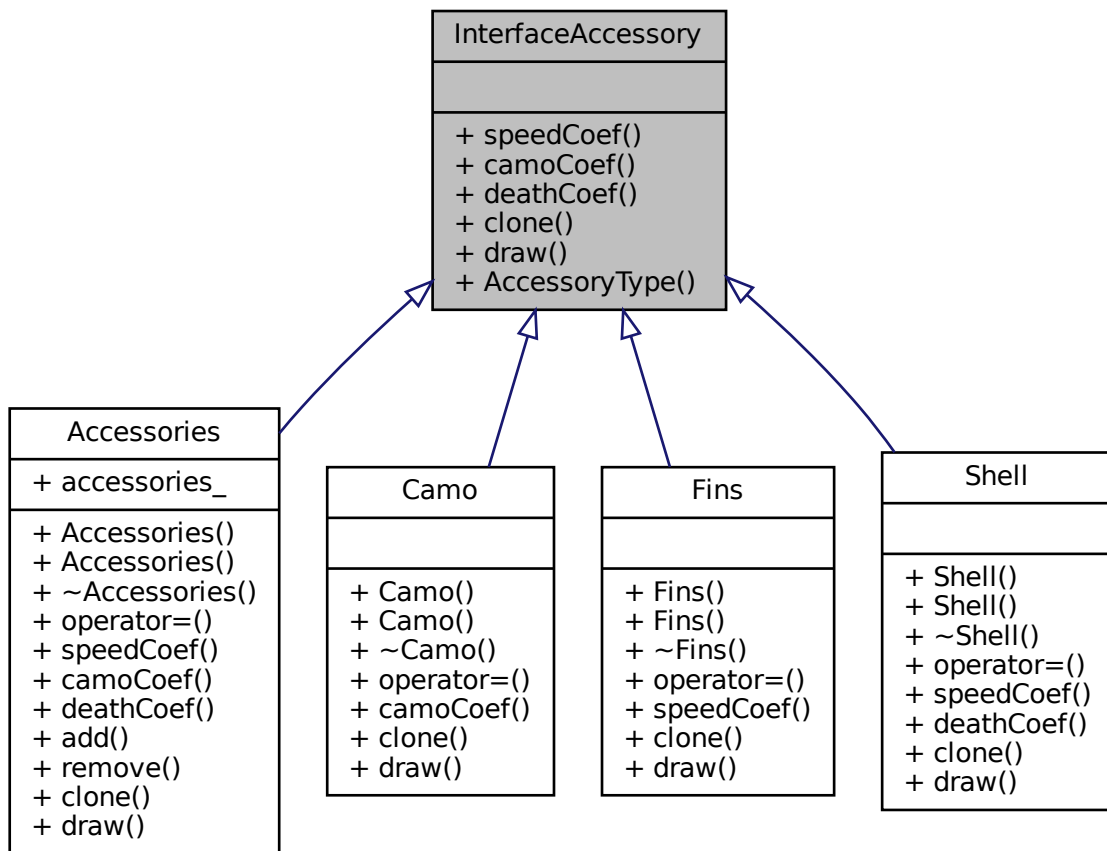 InterfaceAccessory
+ speedCoef()
+ camoCoef()
+ deathCoef()
+ clone()
+ draw()
+ AccessoryType()
Accessories
+ accessories_
+ Accessories()
+ Accessories()
+ ~Accessories()
+ operator=()
+ speedCoef()
+ camoCoef()
+ deathCoef()
+ add()
+ remove()
+ clone()
+ draw()
Camo
+ Camo()
+ Camo()
+ ~Camo()
+ operator=()
+ camoCoef()
+ clone()
+ draw()
Fins
+ Fins()
+ Fins()
+ ~Fins()
+ operator=()
+ speedCoef()
+ clone()
+ draw()
Shell
+ Shell()
+ Shell()
+ ~Shell()
+ operator=()
+ speedCoef()
+ deathCoef()
+ clone()
+ draw()